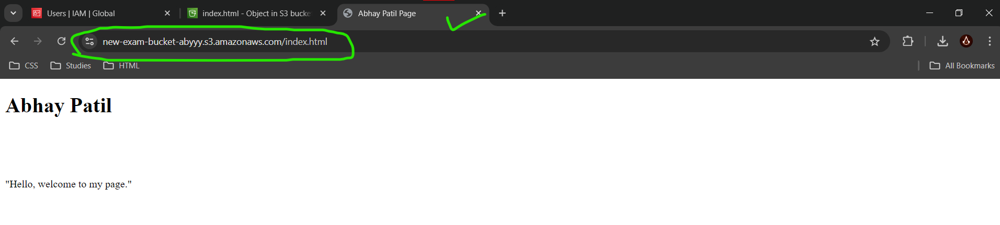 Users | IAM | Global
index.html - Object in S3 bucke
Abhay Patil Page
new-exam-bucket-abyyy.s3.amazonaws.com/index.html
CSS
Studies
HTML
All Bookmarks
Abhay Patil
"Hello, welcome to my page."